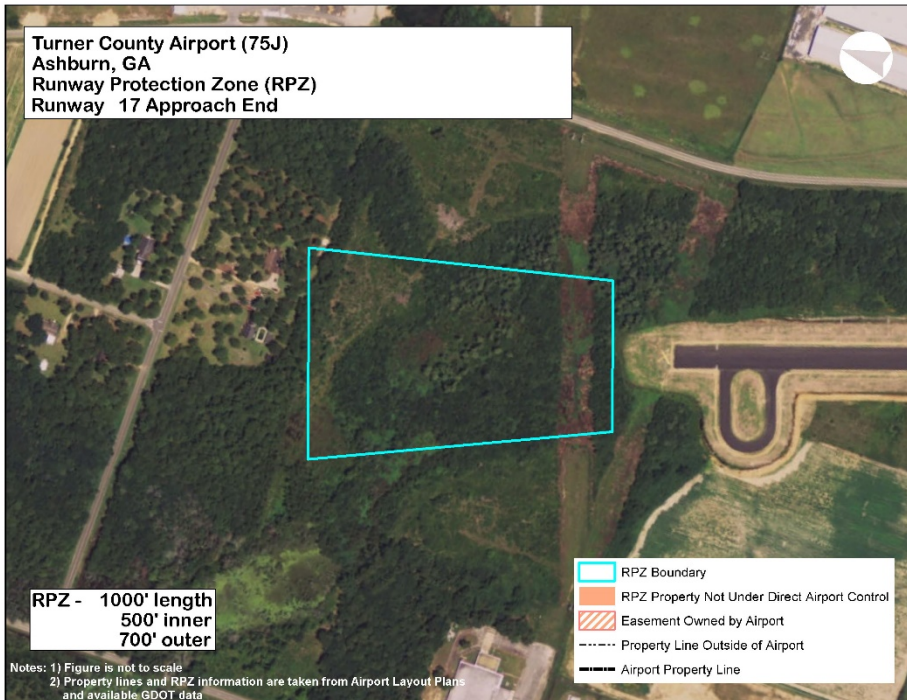 Turner County Airport (75J)
Ashburn, GA
Runway Protection Zone (RPZ)
Runway 17 Approach End
RPZ - 1000' length
500' inner
700' outer
Notes: 1) Figure is not to scale
2) Property lines and RPZ information are taken from Airport Layout Plans
and available GDOT data
RPZ Boundary
RPZ Property Not Under Direct Airport Control
Easement Owned by Airport
Property Line Outside of Airport
Airport Property Line